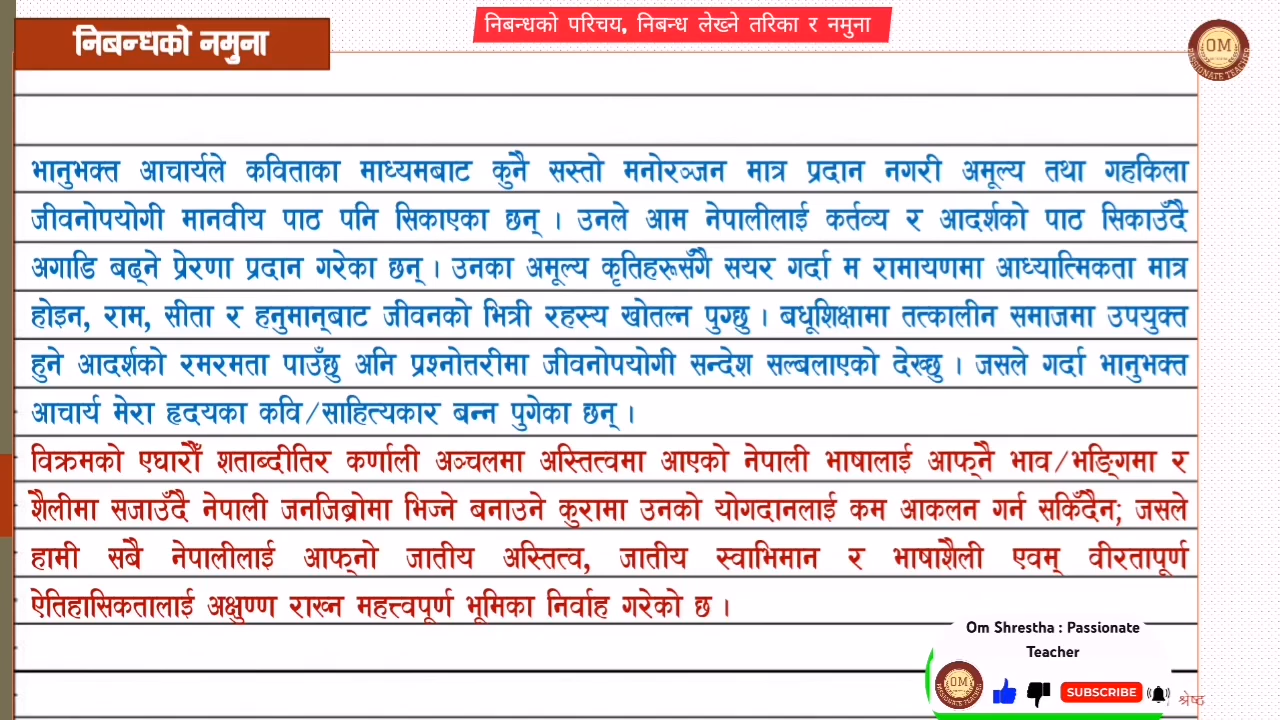 निबन्धको परिचय, निबन्ध लेख्ने तरिका र नमुना
निबन्धको नमुना
OM
PASSIONATE TEACHER
भानुभक्त आचार्यले कविताका माध्यमबाट कुनै सस्तो मनोरञ्जन मात्र प्रदान नगरी अमूल्य तथा गहकिला
जीवनोपयोगी मानवीय पाठ पनि सिकाएका छन् । उनले आम नेपालीलाई कर्तव्य र आदर्शको पाठ सिकाउँदै
अगाडि बढ्ने प्रेरणा प्रदान गरेका छन् । उनका अमूल्य कृतिहरूसँगै सयर गर्दा म रामायणमा आध्यात्मिकता मात्र
होइन, राम, सीता र हनुमान्‌बाट जीवनको भित्री रहस्य खोतल्न पुग्छु । बधूशिक्षामा तत्कालीन समाजमा उपयुक्त
हुने आदर्शको रमरमता पाउँछु अनि प्रश्नोतरीमा जीवनोपयोगी सन्देश सल्बलाएको देख्छु । जसले गर्दा भानुभक्त
आचार्य मेरा हृदयका कवि/साहित्यकार बन्न पुगेका छन् ।
विक्रमको एघारौँ शताब्दीतिर कर्णाली अञ्चलमा अस्तित्वमा आएको नेपाली भाषालाई आफ्‌नै भाव/भङ्‌गिमा र
शैलीमा सजाउँदै नेपाली जनजिब्रोमा भिज्ने बनाउने कुरामा उनको योगदानलाई कम आकलन गर्न सकिँदैन; जसले
हामी सबै नेपालीलाई आफ्‌नो जातीय अस्तित्व, जातीय स्वाभिमान र भाषाशैली एवम् वीरतापूर्ण
ऐतिहासिकतालाई अक्षुण्ण राख्न महत्त्वपूर्ण भूमिका निर्वाह गरेको छ ।
Om Shrestha : Passionate
Teacher
OM
SUBSCRIBE
श्रेष्ठ